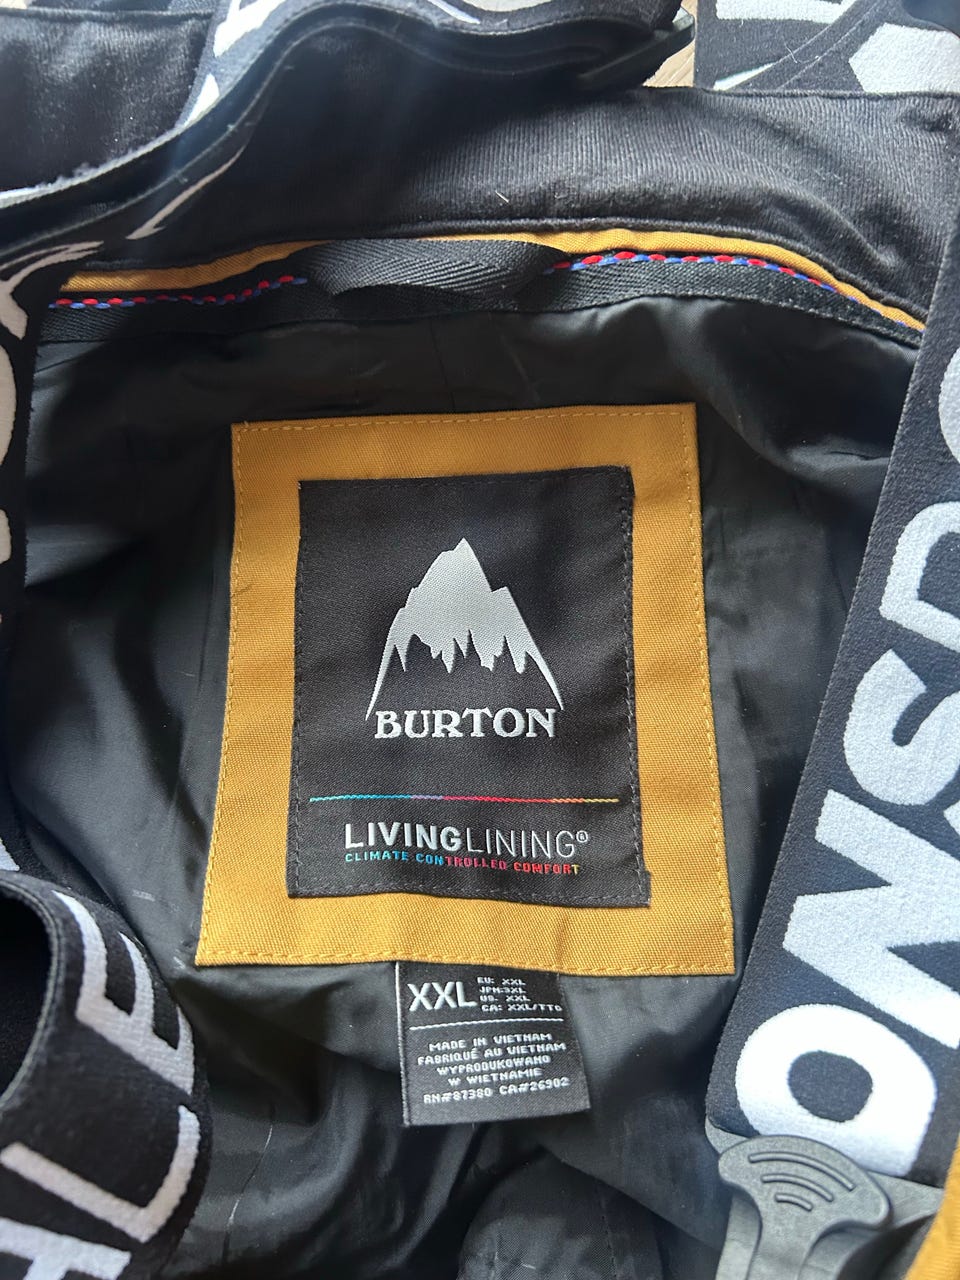 BURTON
LIVINGLINING®
CLIMATE CONTROLLED COMFORT
XXL
EU: XXL
JPN:3XL
US: XXL
CA: XXL/TTG
MADE IN VIETNAM
FABRIQUÉ AU VIETNAM
WYPRODUKOWANO
W WIETNAMIE
RN#87380 CA#26902